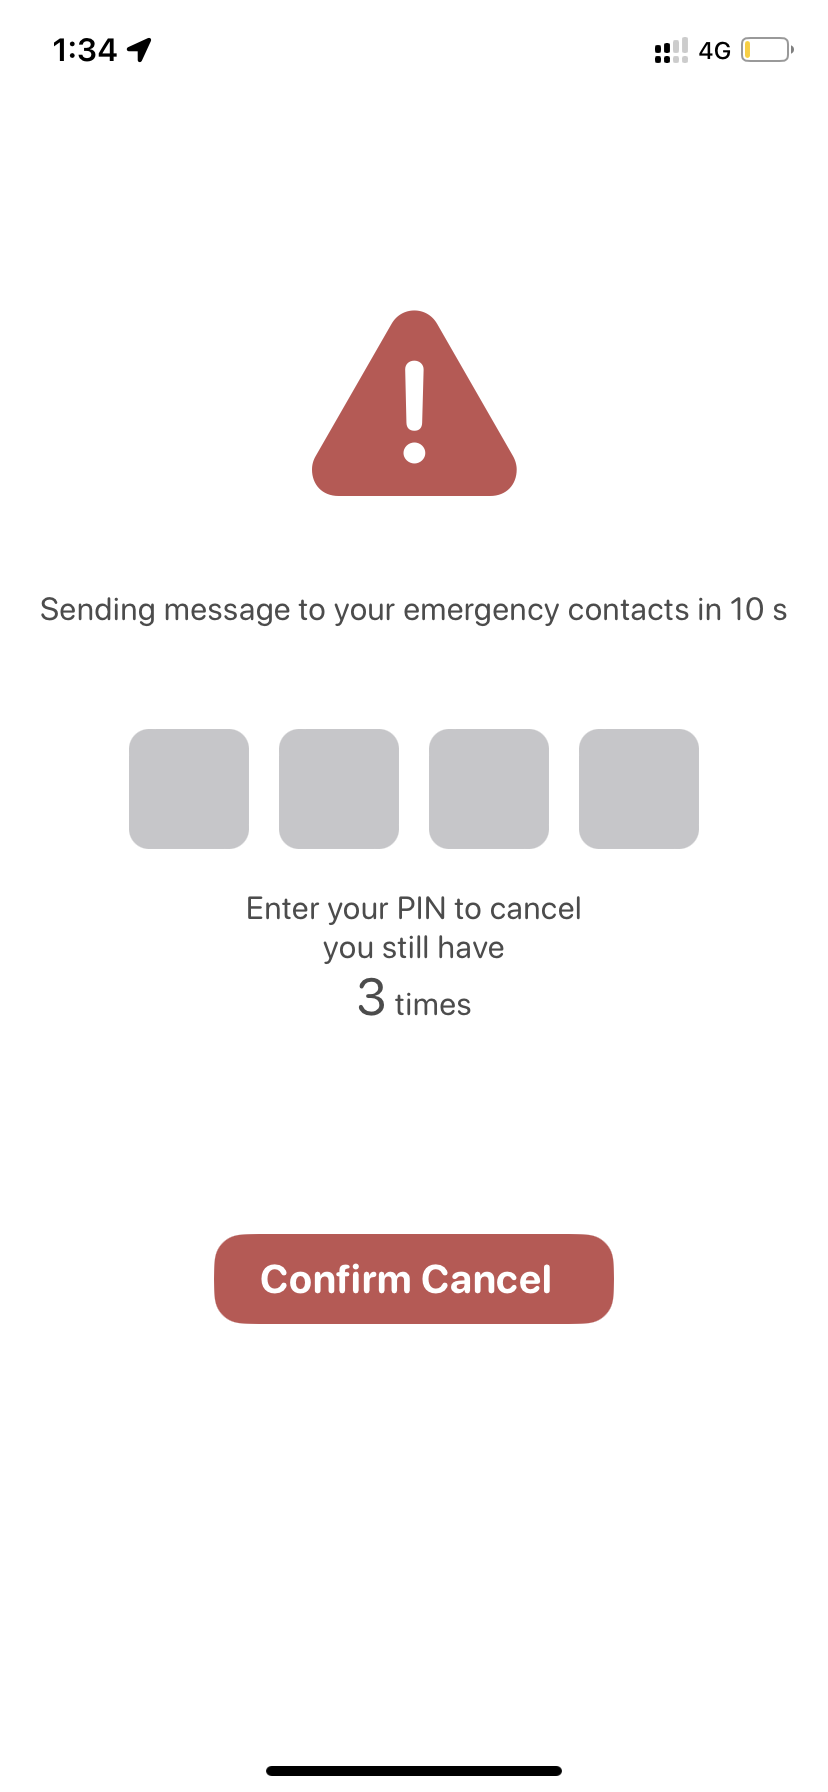 1:34
4G
Sending message to your emergency contacts in 10 s
Enter your PIN to cancel
you still have
3 times
Confirm Cancel